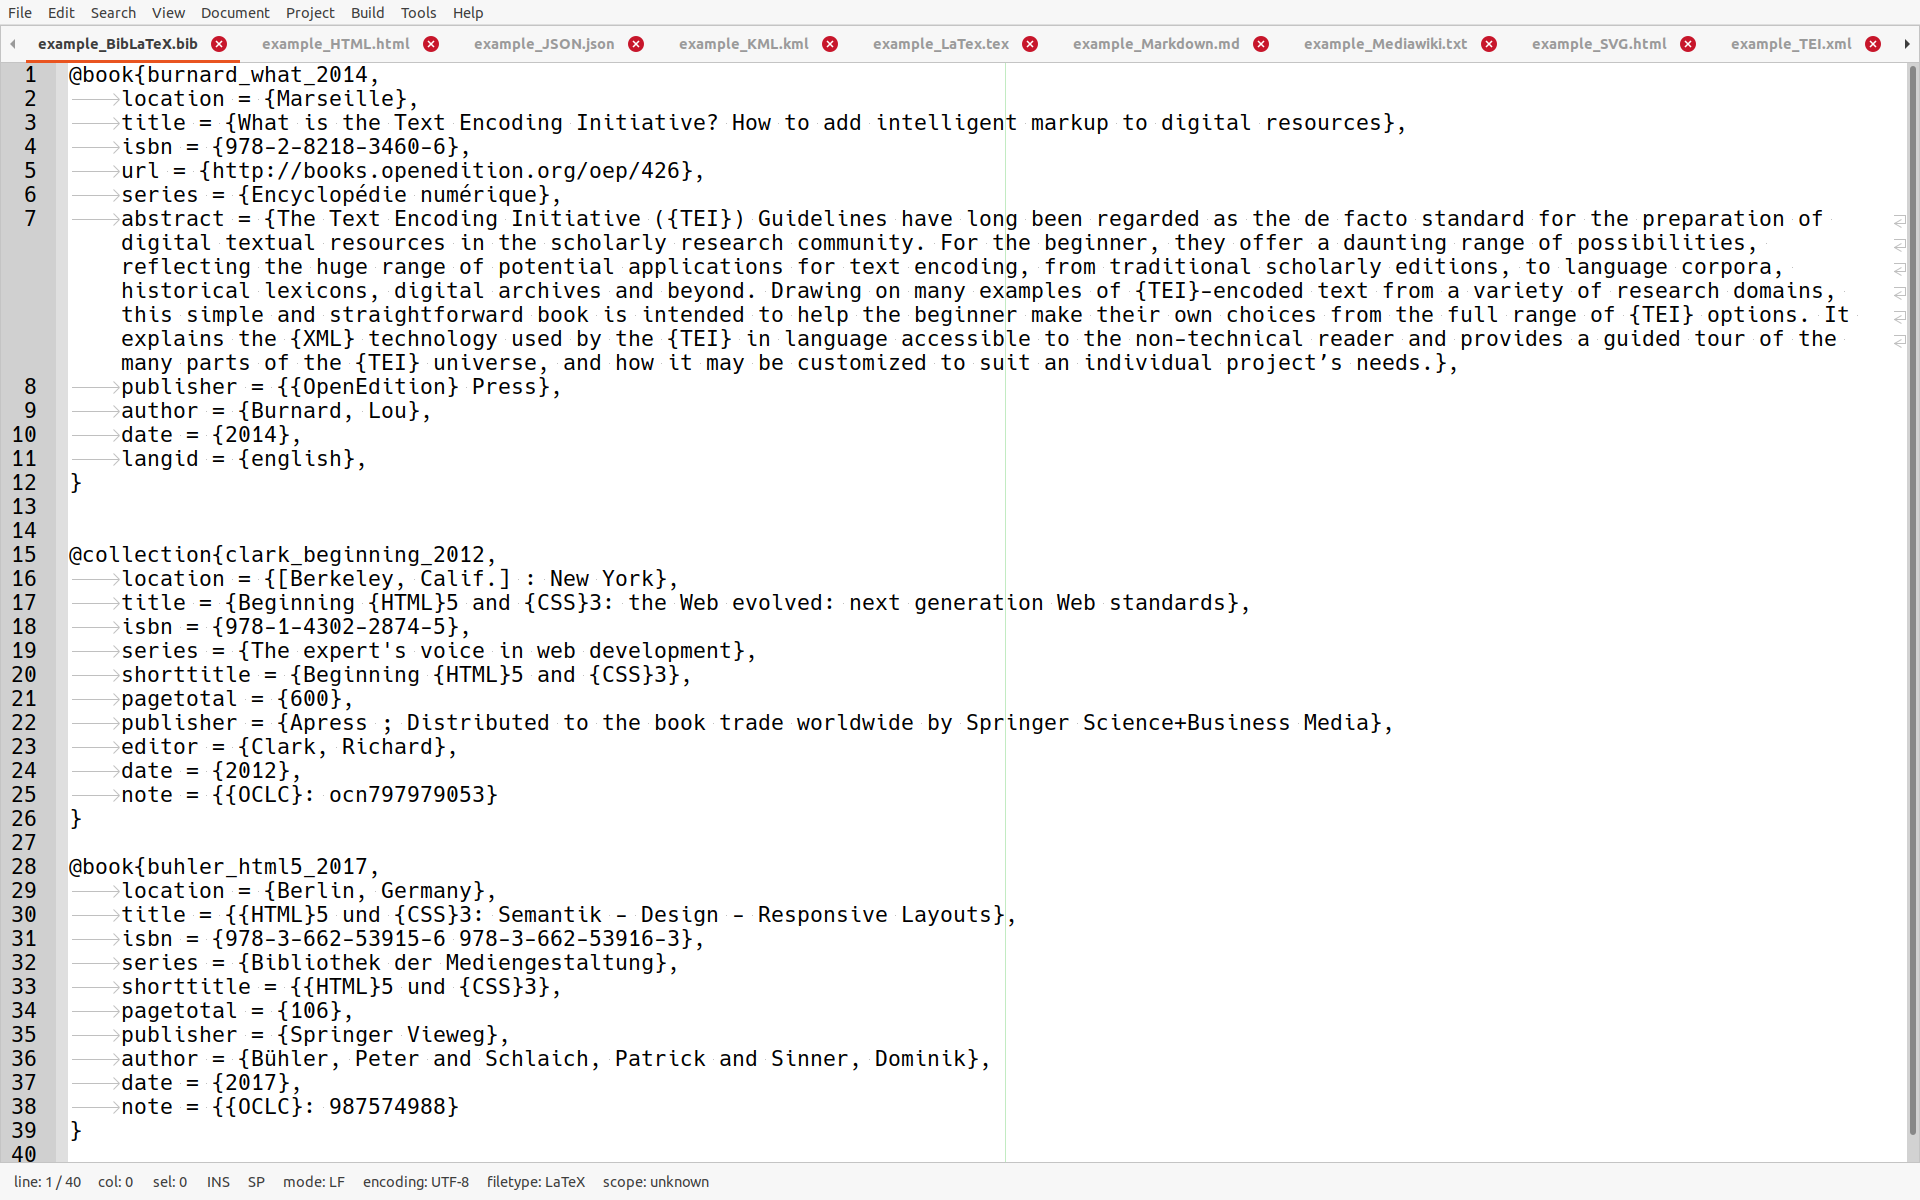 File Edit Search View Document Project Build Tools Help
example_BibLaTeX.bib example_HTML.html example_JSON.json example_KML.kml example_LaTex.tex example_Markdown.md example_Mediawiki.txt example_SVG.html example_TEI.xml
1 @book{burnard_what_2014,
2 location = {Marseille},
3 title = {What is the Text Encoding Initiative? How to add intelligent markup to digital resources},
4 isbn = {978-2-8218-3460-6},
5 url = {http://books.openedition.org/oep/426},
6 series = {Encyclopédie numérique},
7 abstract = {The Text Encoding Initiative ({TEI}) Guidelines have long been regarded as the de facto standard for the preparation of
digital textual resources in the scholarly research community. For the beginner, they offer a daunting range of possibilities,
reflecting the huge range of potential applications for text encoding, from traditional scholarly editions, to language corpora,
historical lexicons, digital archives and beyond. Drawing on many examples of {TEI}-encoded text from a variety of research domains,
this simple and straightforward book is intended to help the beginner make their own choices from the full range of {TEI} options. It
explains the {XML} technology used by the {TEI} in language accessible to the non-technical reader and provides a guided tour of the
many parts of the {TEI} universe, and how it may be customized to suit an individual project’s needs.},
8 publisher = {{OpenEdition} Press},
9 author = {Burnard, Lou},
10 date = {2014},
11 langid = {english},
12 }
13
14
15 @collection{clark_beginning_2012,
16 location = {[Berkeley, Calif.] : New York},
17 title = {Beginning {HTML}5 and {CSS}3: the Web evolved: next generation Web standards},
18 isbn = {978-1-4302-2874-5},
19 series = {The expert's voice in web development},
20 shorttitle = {Beginning {HTML}5 and {CSS}3},
21 pagetotal = {600},
22 publisher = {Apress ; Distributed to the book trade worldwide by Springer Science+Business Media},
23 editor = {Clark, Richard},
24 date = {2012},
25 note = {{OCLC}: ocn797979053}
26 }
27
28 @book{buhler_html5_2017,
29 location = {Berlin, Germany},
30 title = {{HTML}5 und {CSS}3: Semantik - Design - Responsive Layouts},
31 isbn = {978-3-662-53915-6 978-3-662-53916-3},
32 series = {Bibliothek der Mediengestaltung},
33 shorttitle = {{HTML}5 und {CSS}3},
34 pagetotal = {106},
35 publisher = {Springer Vieweg},
36 author = {Bühler, Peter and Schlaich, Patrick and Sinner, Dominik},
37 date = {2017},
38 note = {{OCLC}: 987574988}
39 }
40
line: 1 / 40 col: 0 sel: 0 INS SP mode: LF encoding: UTF-8 filetype: LaTeX scope: unknown